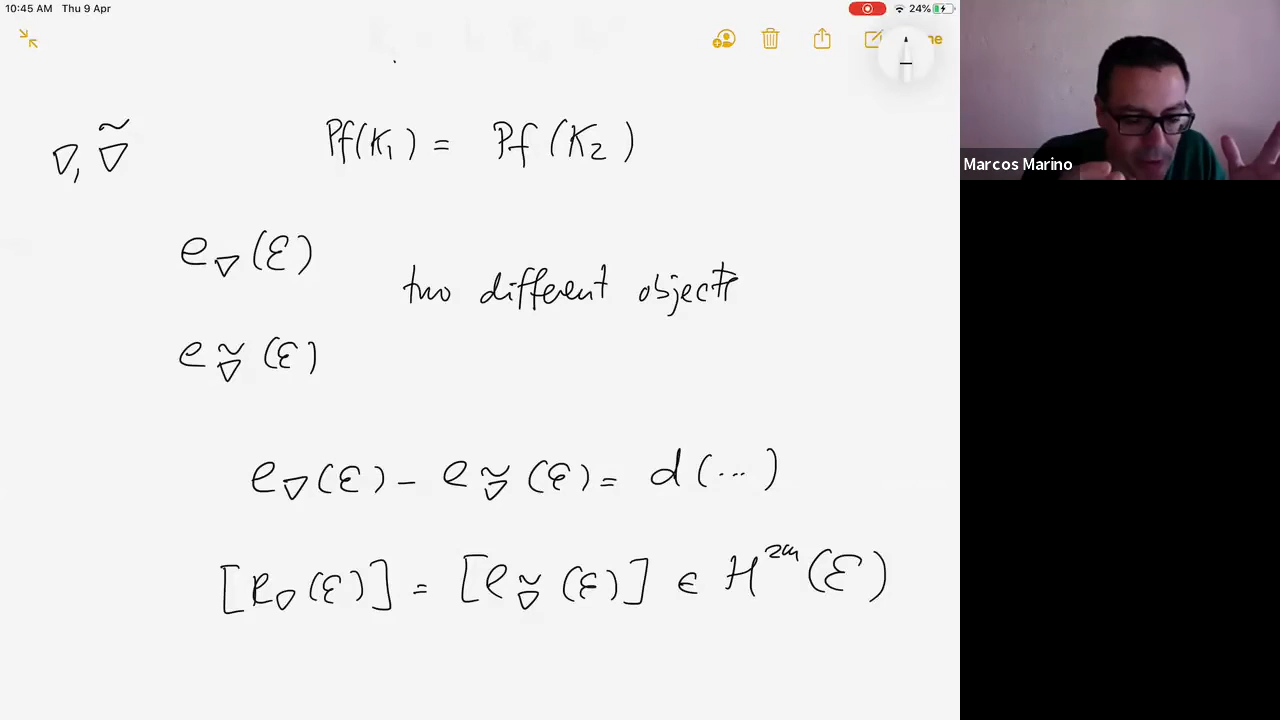 10:45 AM Thu 9 Apr 24%
∇, ∇̃ Pf(K₁) = Pf(K₂)
e_∇(ε)
two different objects
e_∇̃(ε)
e_∇(ε) - e_∇̃(ε) = d(...)
[e_∇(ε)] = [e_∇̃(ε)] ∈ H^{2m}(ε)
Marcos Marino